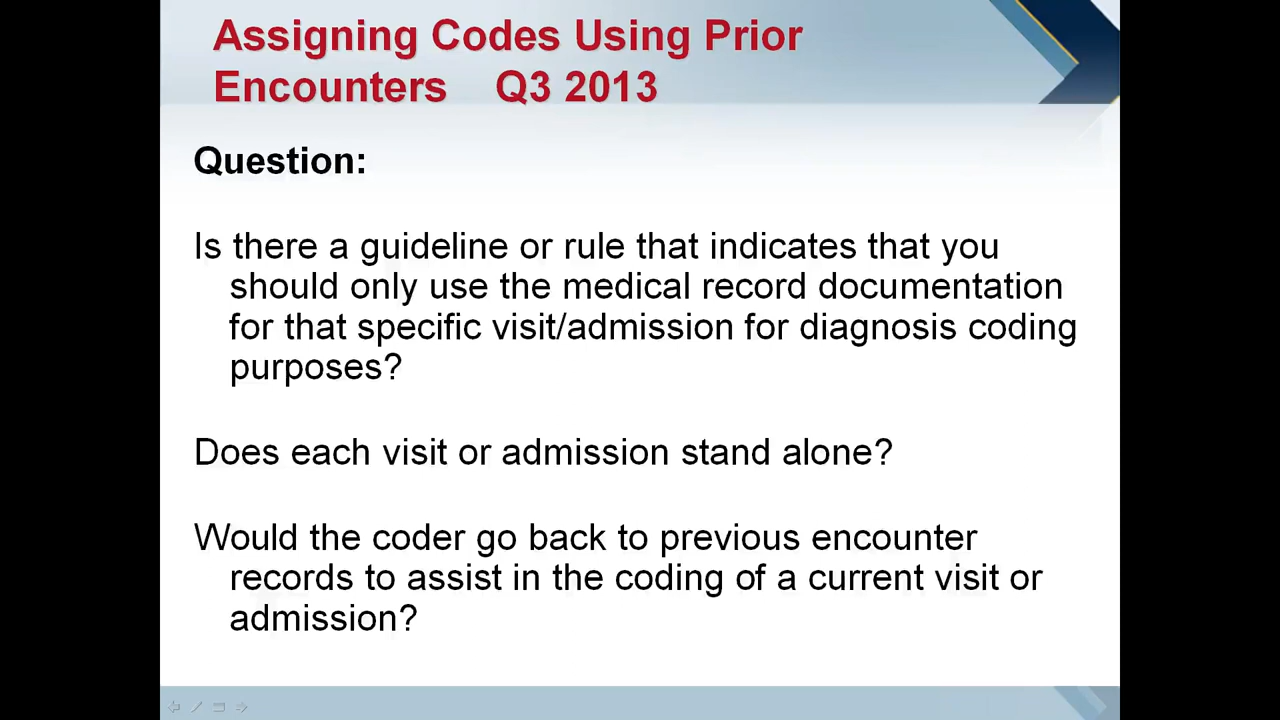 Assigning Codes Using Prior
Encounters Q3 2013
Question:
Is there a guideline or rule that indicates that you
should only use the medical record documentation
for that specific visit/admission for diagnosis coding
purposes?
Does each visit or admission stand alone?
Would the coder go back to previous encounter
records to assist in the coding of a current visit or
admission?